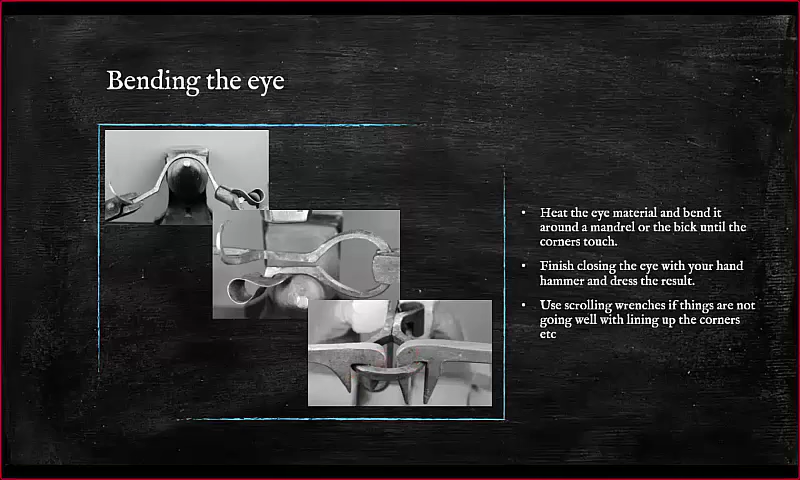 Bending the eye
• Heat the eye material and bend it
around a mandrel or the bick until the
corners touch.
• Finish closing the eye with your hand
hammer and dress the result.
• Use scrolling wrenches if things are not
going well with lining up the corners
etc